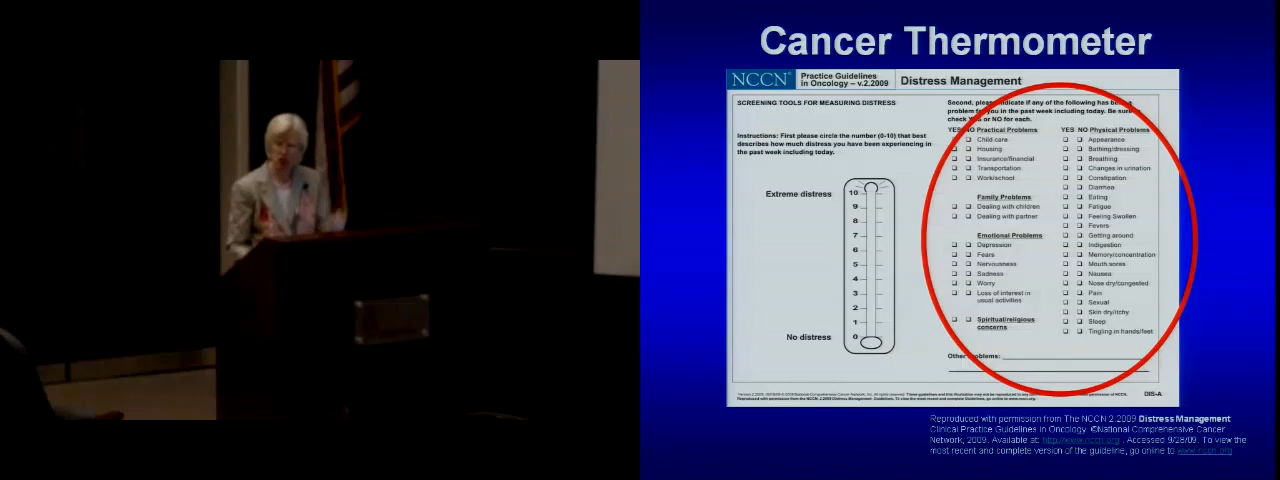 Cancer Thermometer
NCCN®
Practice Guidelines
in Oncology – v.2.2009
Distress Management
SCREENING TOOLS FOR MEASURING DISTRESS
Instructions: First please circle the number (0-10) that best
describes how much distress you have been experiencing in
the past week including today.
Extreme distress
10
9
8
7
6
5
4
3
2
1
0
No distress
Second, please indicate if any of the following has been a
problem for you in the past week including today. Be sure to
check YES or NO for each.
YES NO Practical Problems
Child care
Housing
Insurance/financial
Transportation
Work/school
Family Problems
Dealing with children
Dealing with partner
Emotional Problems
Depression
Fears
Nervousness
Sadness
Worry
Loss of interest in
usual activities
Spiritual/religious
concerns
YES NO Physical Problems
Appearance
Bathing/dressing
Breathing
Changes in urination
Constipation
Diarrhea
Eating
Fatigue
Feeling Swollen
Fevers
Getting around
Indigestion
Memory/concentration
Mouth sores
Nausea
Nose dry/congested
Pain
Sexual
Skin dry/itchy
Sleep
Tingling in hands/feet
Other Problems:
DIS-A
Reproduced with permission from The NCCN 2.2009 Distress Management
Clinical Practice Guidelines in Oncology. ©National Comprehensive Cancer
Network, 2009. Available at: http://www.nccn.org . Accessed 9/28/09. To view the
most recent and complete version of the guideline, go online to www.nccn.org